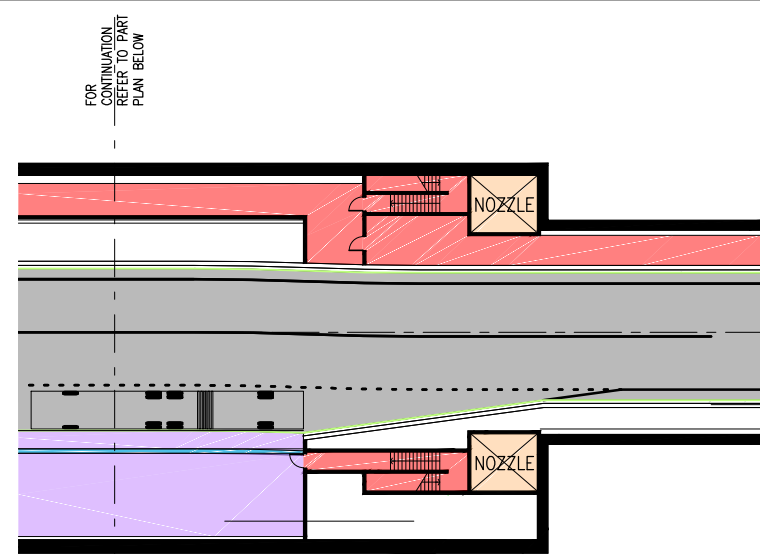 FOR
CONTINUATION
REFER TO PART
PLAN BELOW
NOZZLE
NOZZLE